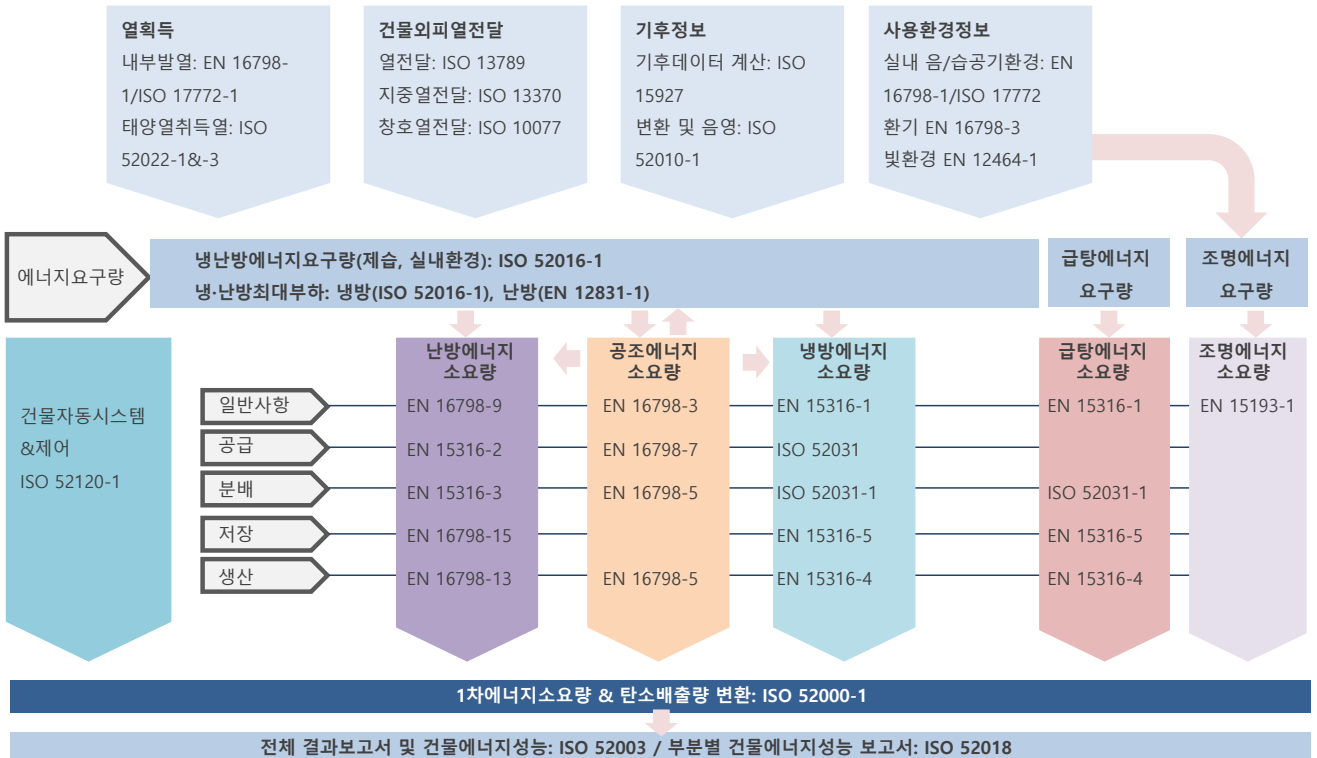 열획득
내부발열: EN 16798-
1/ISO 17772-1
태양열취득열: ISO
52022-1&-3
건물외피열전달
열전달: ISO 13789
지중열전달: ISO 13370
창호열전달: ISO 10077
기후정보
기후데이터 계산: ISO
15927
변환 및 음영: ISO
52010-1
사용환경정보
실내 음/습공기환경: EN
16798-1/ISO 17772
환기 EN 16798-3
빛환경 EN 12464-1
에너지요구량
냉난방에너지요구량(제습, 실내환경): ISO 52016-1
냉·난방최대부하: 냉방(ISO 52016-1), 난방(EN 12831-1)
급탕에너지
요구량
조명에너지
요구량
건물자동시스템
&제어
ISO 52120-1
난방에너지
소요량
공조에너지
소요량
냉방에너지
소요량
급탕에너지
소요량
조명에너지
소요량
일반사항 EN 16798-9 EN 16798-3 EN 15316-1 EN 15316-1 EN 15193-1
공급 EN 15316-2 EN 16798-7 ISO 52031
분배 EN 15316-3 EN 16798-5 ISO 52031-1 ISO 52031-1
저장 EN 16798-15 EN 15316-5 EN 15316-5
생산 EN 16798-13 EN 16798-5 EN 15316-4 EN 15316-4
1차에너지소요량 & 탄소배출량 변환: ISO 52000-1
전체 결과보고서 및 건물에너지성능: ISO 52003 / 부분별 건물에너지성능 보고서: ISO 52018